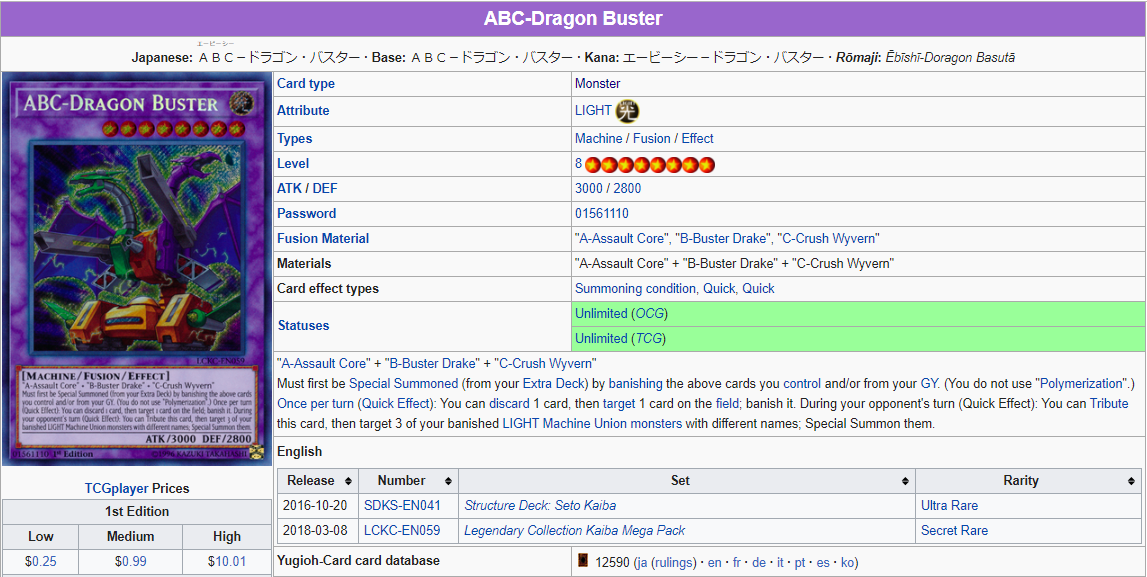 ABC-Dragon Buster
エービーシー
Japanese: ＡＢＣ－ドラゴン・バスター · Base: ＡＢＣ－ドラゴン・バスター · Kana: エービーシー－ドラゴン・バスター · Rōmaji: Ēbīshī-Doragon Basutā
ABC-Dragon Buster
LCKC-EN059
[Machine/Fusion/Effect]
"A-Assault Core" + "B-Buster Drake" + "C-Crush Wyvern"
Must first be Special Summoned (from your Extra Deck) by banishing the above cards
you control and/or from your GY. (You do not use "Polymerization".) Once per turn
(Quick Effect): You can discard 1 card, then target 1 card on the field; banish it. During
your opponent's turn (Quick Effect): You can Tribute this card, then target 3 of your
banished LIGHT Machine Union monsters with different names; Special Summon them.
ATK/3000 DEF/2800
01561110 1st Edition
©1996 KAZUKI TAKAHASHI
TCGplayer Prices
1st Edition
Low Medium High
$0.25 $0.99 $10.01
Card type Monster
Attribute LIGHT 光
Types Machine / Fusion / Effect
Level 8
ATK / DEF 3000 / 2800
Password 01561110
Fusion Material "A-Assault Core", "B-Buster Drake", "C-Crush Wyvern"
Materials "A-Assault Core" + "B-Buster Drake" + "C-Crush Wyvern"
Card effect types Summoning condition, Quick, Quick
Statuses Unlimited (OCG)
Unlimited (TCG)
"A-Assault Core" + "B-Buster Drake" + "C-Crush Wyvern"
Must first be Special Summoned (from your Extra Deck) by banishing the above cards you control and/or from your GY. (You do not use "Polymerization".)
Once per turn (Quick Effect): You can discard 1 card, then target 1 card on the field; banish it. During your opponent's turn (Quick Effect): You can Tribute
this card, then target 3 of your banished LIGHT Machine Union monsters with different names; Special Summon them.
English
Release Number Set Rarity
2016-10-20 SDKS-EN041 Structure Deck: Seto Kaiba Ultra Rare
2018-03-08 LCKC-EN059 Legendary Collection Kaiba Mega Pack Secret Rare
Yugioh-Card card database 12590 (ja (rulings) · en · fr · de · it · pt · es · ko)